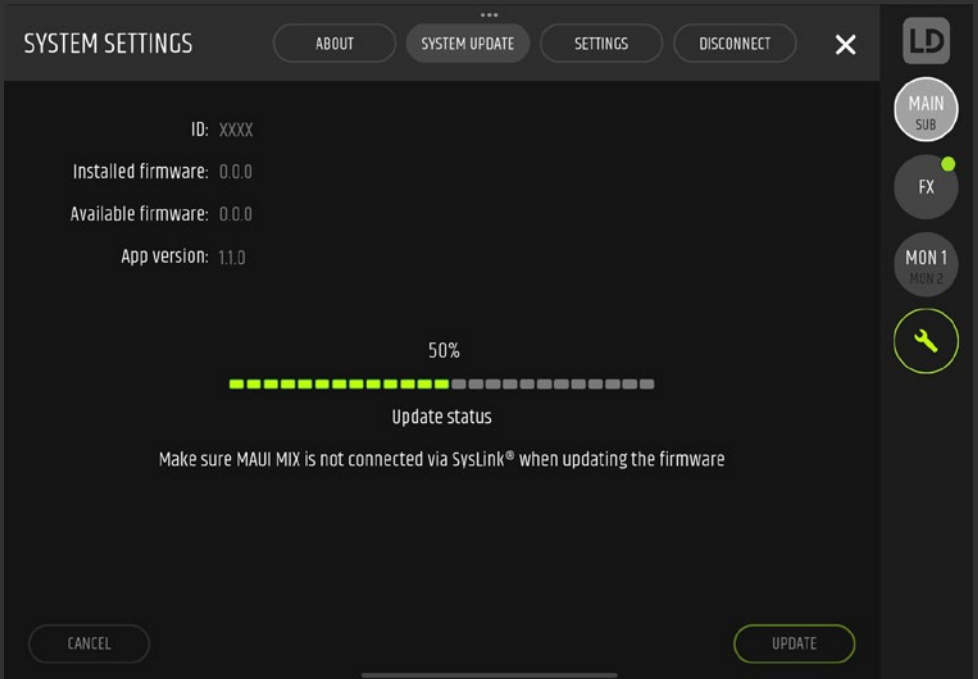 SYSTEM SETTINGS
ABOUT
SYSTEM UPDATE
SETTINGS
DISCONNECT
LD
MAIN
SUB
FX
MON 1
MON 2
ID: XXXX
Installed firmware: 0.0.0
Available firmware: 0.0.0
App version: 1.1.0
50%
Update status
Make sure MAUI MIX is not connected via SysLink® when updating the firmware
CANCEL
UPDATE